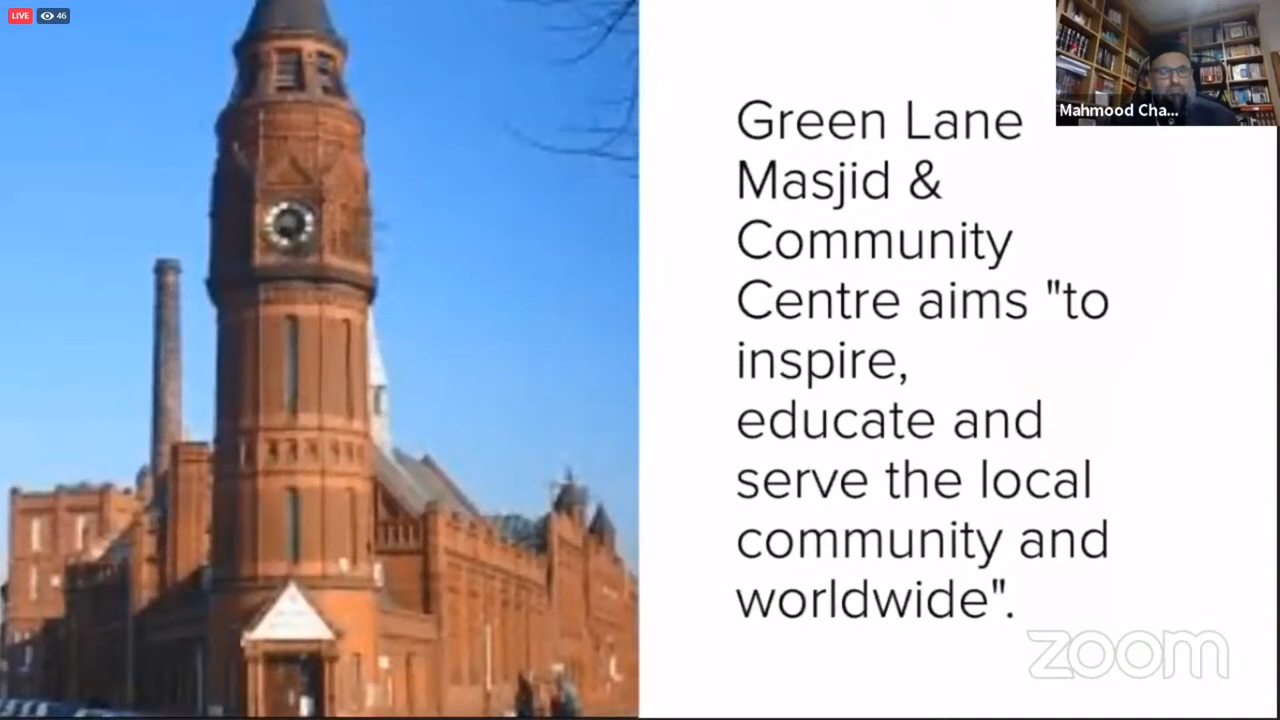 LIVE 46
Mahmood Cha...
Green Lane
Masjid &
Community
Centre aims "to
inspire,
educate and
serve the local
community and
worldwide".
zoom